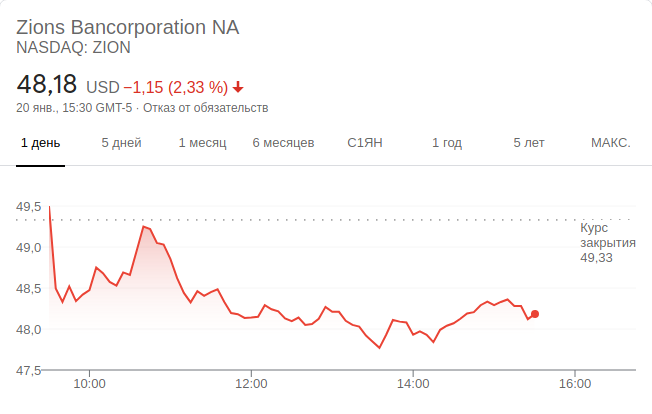 Zions Bancorporation NA
NASDAQ: ZION
48,18 USD −1,15 (2,33 %)
20 янв., 15:30 GMT-5 · Отказ от обязательств
1 день 5 дней 1 месяц 6 месяцев С1ЯН 1 год 5 лет МАКС.
49,5
Курс
закрытия
49,33
49,0
48,5
48,0
47,5
10:00 12:00 14:00 16:00